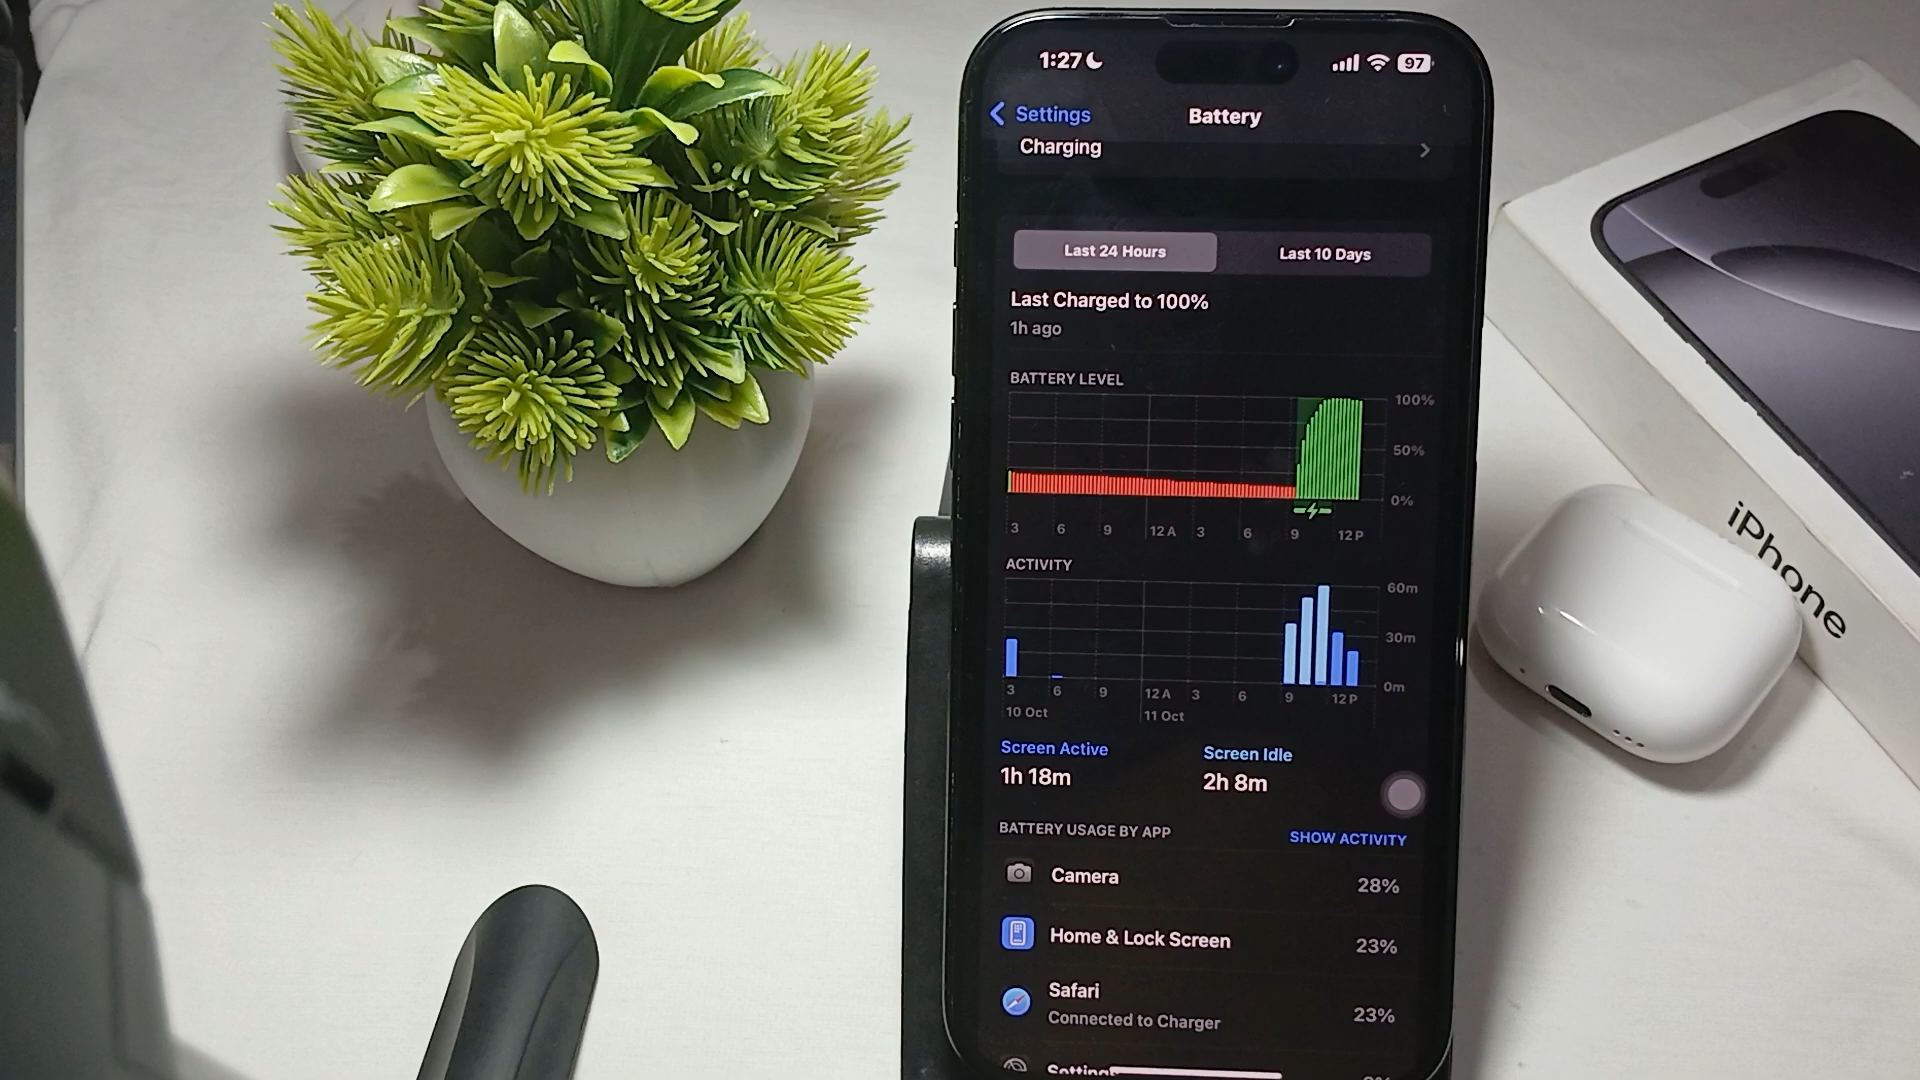 1:27
97
Settings
Battery
Charging
Last 24 Hours
Last 10 Days
Last Charged to 100%
1h ago
BATTERY LEVEL
100%
50%
0%
3 6 9 12 A 3 6 9 12 P
ACTIVITY
60m
30m
0m
3 6 9 12 A 3 6 9 12 P
10 Oct 11 Oct
Screen Active
1h 18m
Screen Idle
2h 8m
BATTERY USAGE BY APP
SHOW ACTIVITY
Camera
28%
Home & Lock Screen
23%
Safari
Connected to Charger
23%
Settings
iPhone